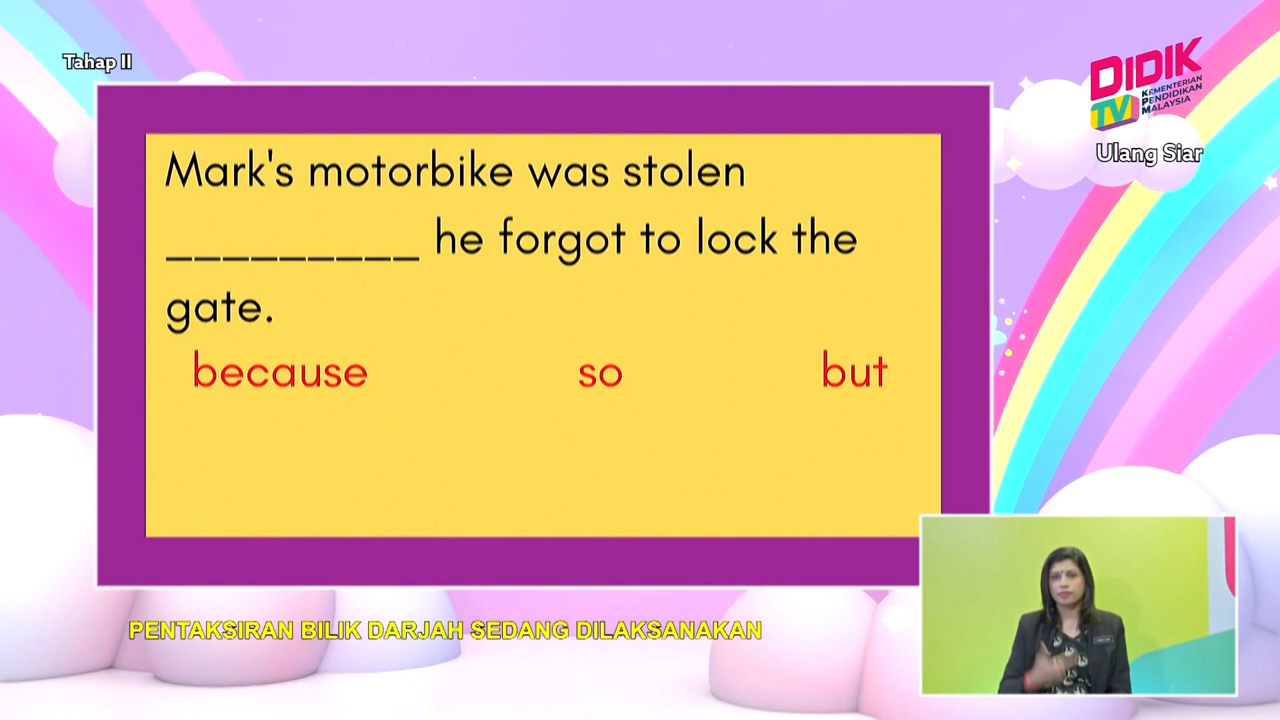 Tahap II
DIDIK
TV
KEMENTERIAN
PENDIDIKAN
MALAYSIA
Ulang Siar
Mark's motorbike was stolen
_________ he forgot to lock the
gate.
because so but
PENTAKSIRAN BILIK DARJAH SEDANG DILAKSANAKAN